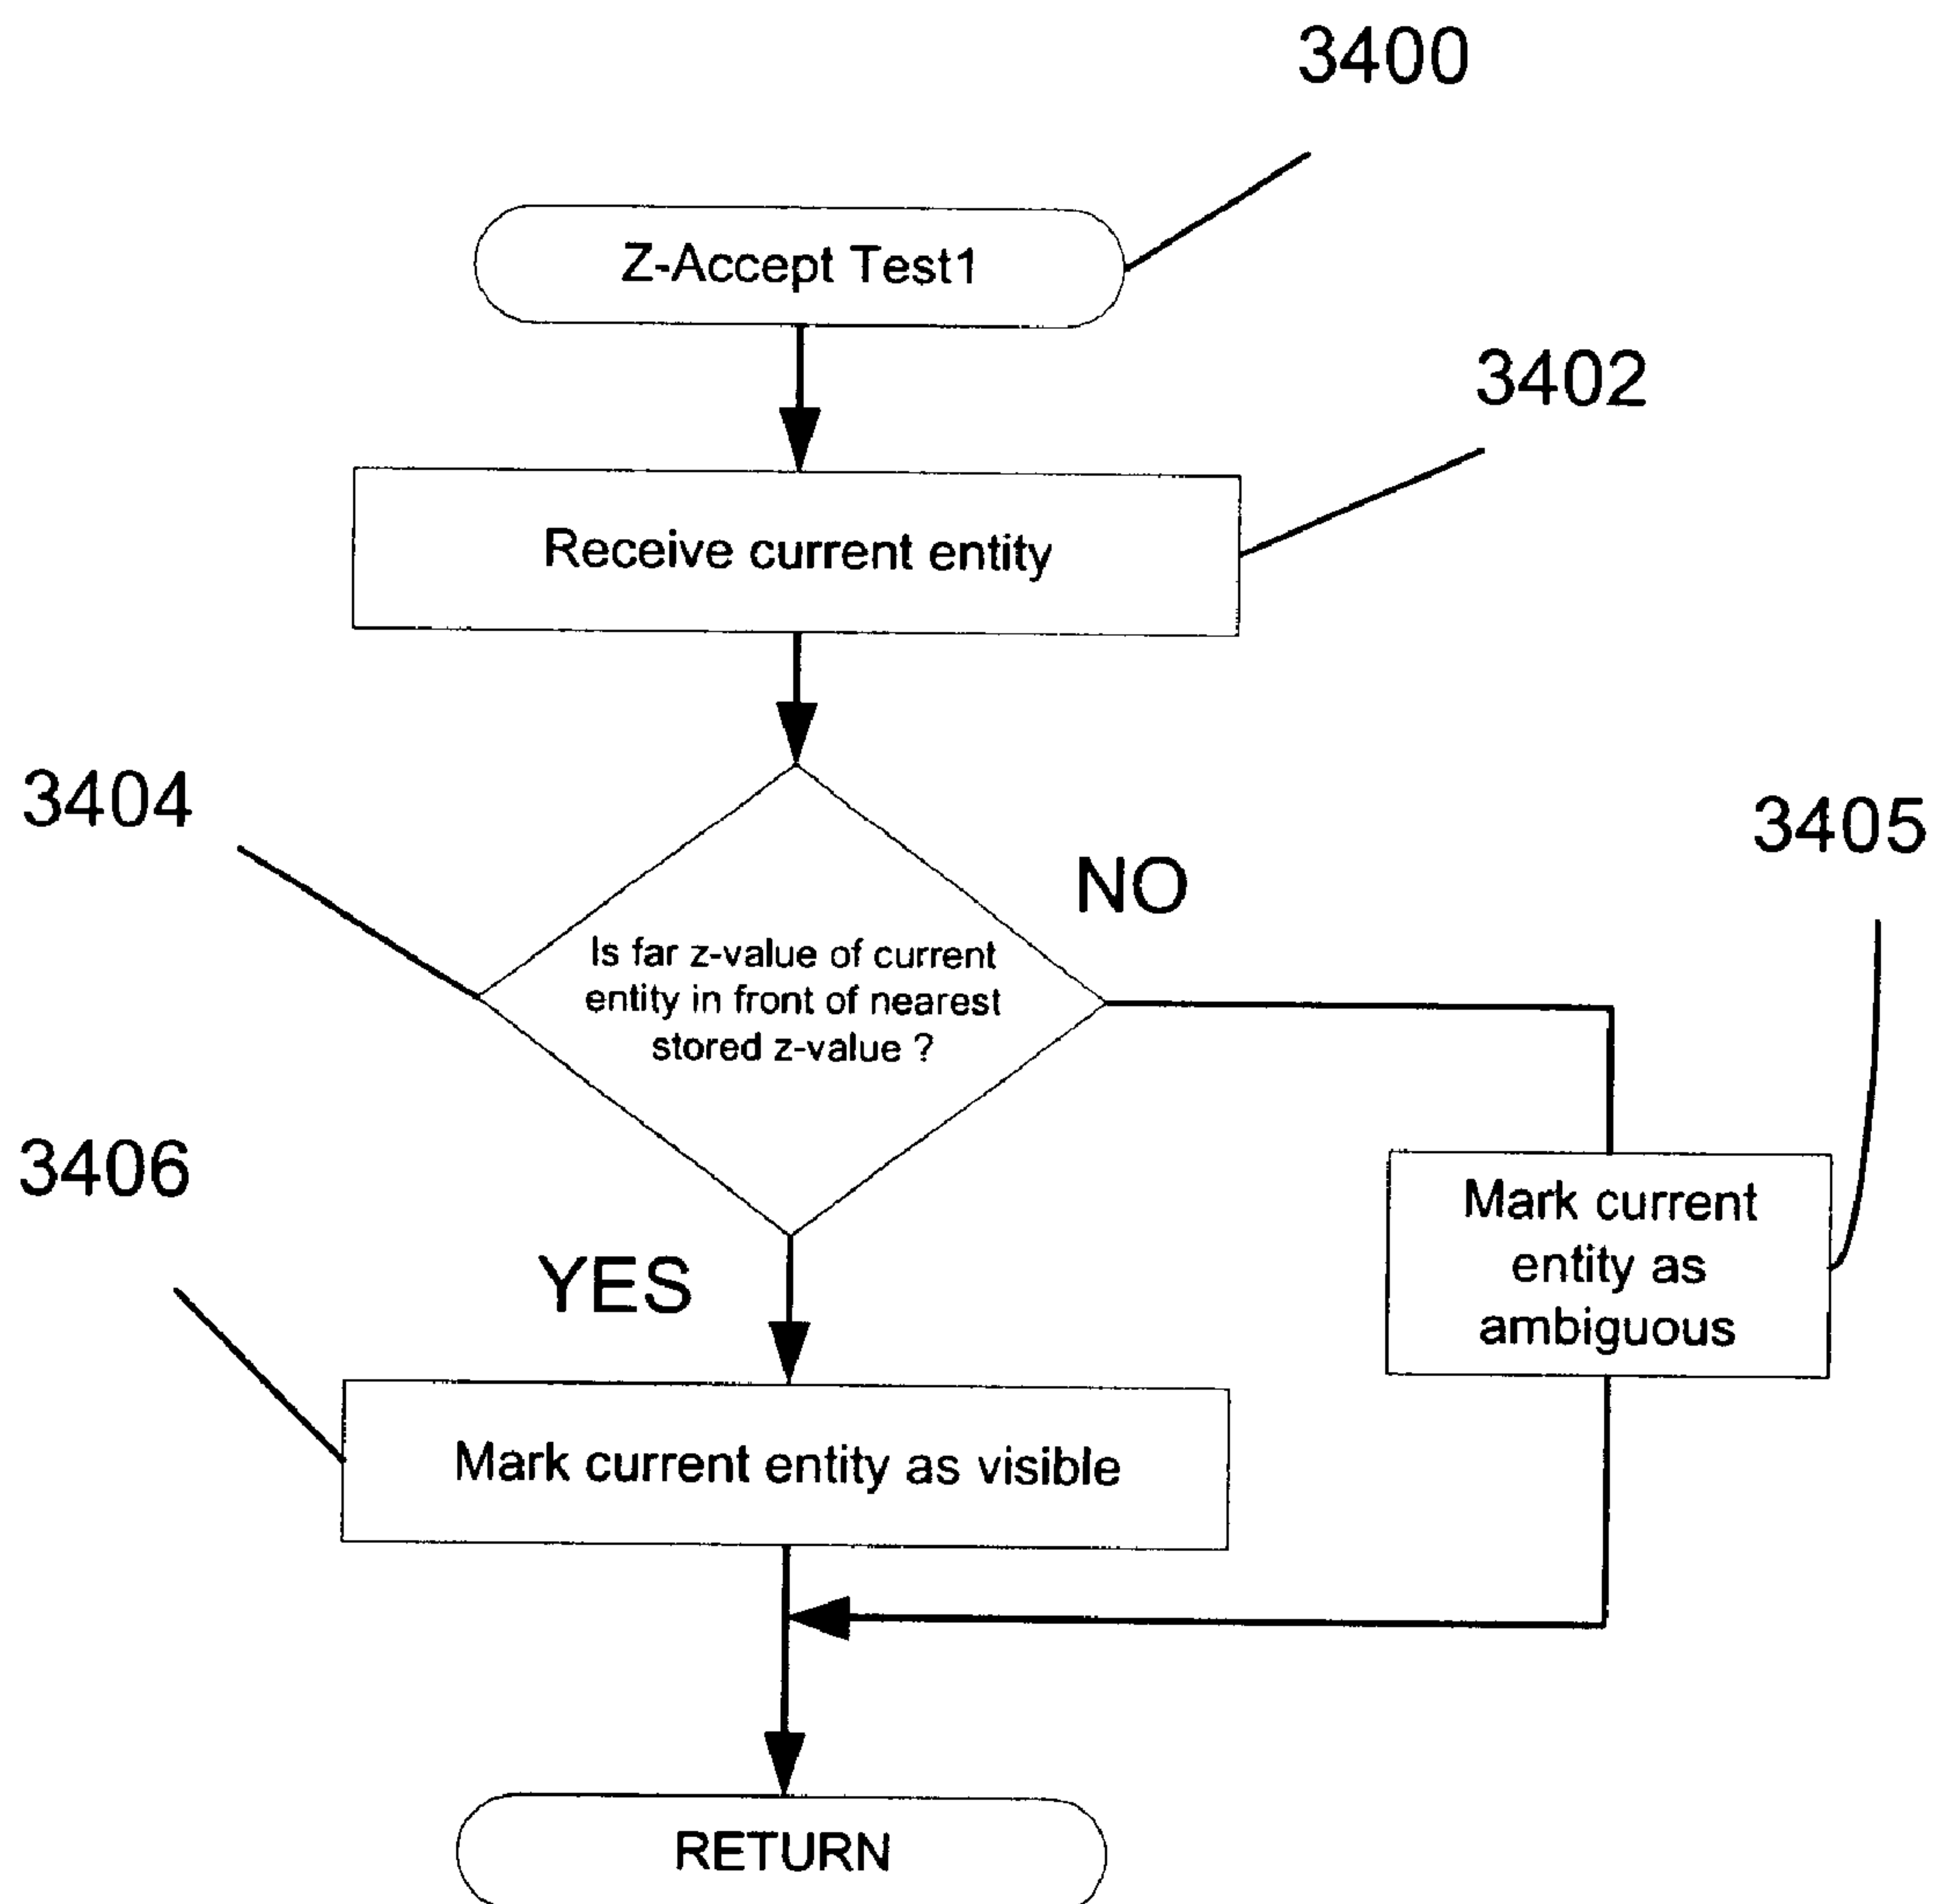 3400
Z-Accept Test1
3402
Receive current entity
3404
3405
NO
Is far z-value of current
entity in front of nearest
stored z-value ?
3406
Mark current
entity as
ambiguous
YES
Mark current entity as visible
RETURN